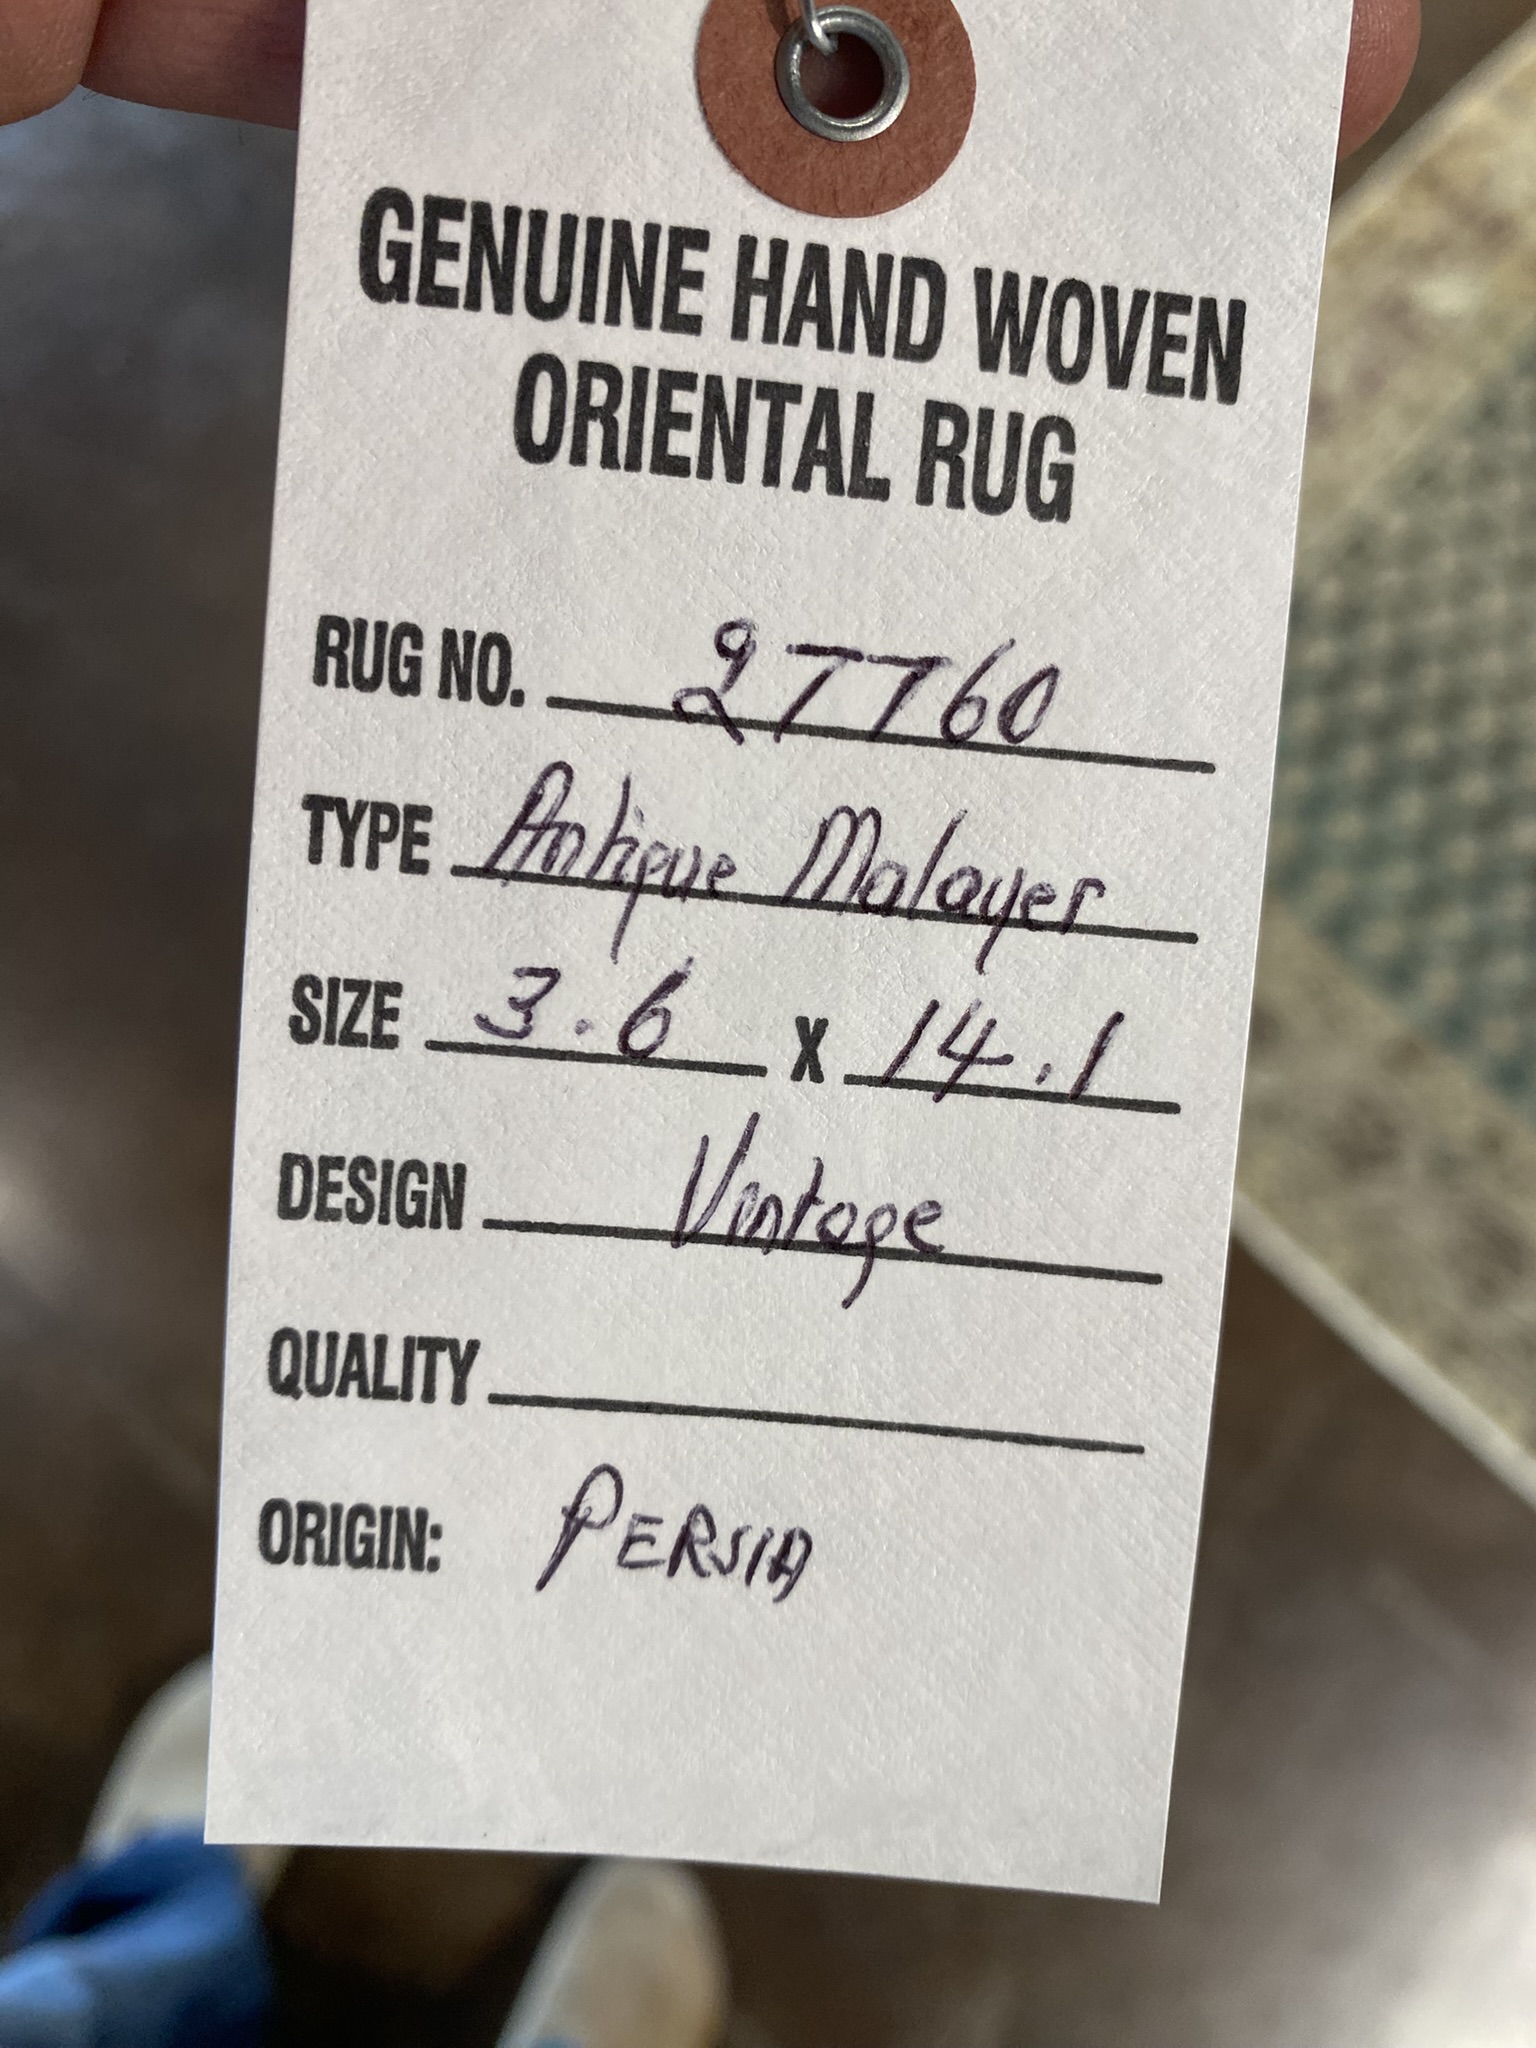 GENUINE HAND WOVEN
ORIENTAL RUG
RUG NO. 27760
TYPE Antique Malayer
SIZE 3.6 X 14.1
DESIGN Vintage
QUALITY
ORIGIN: PERSIA